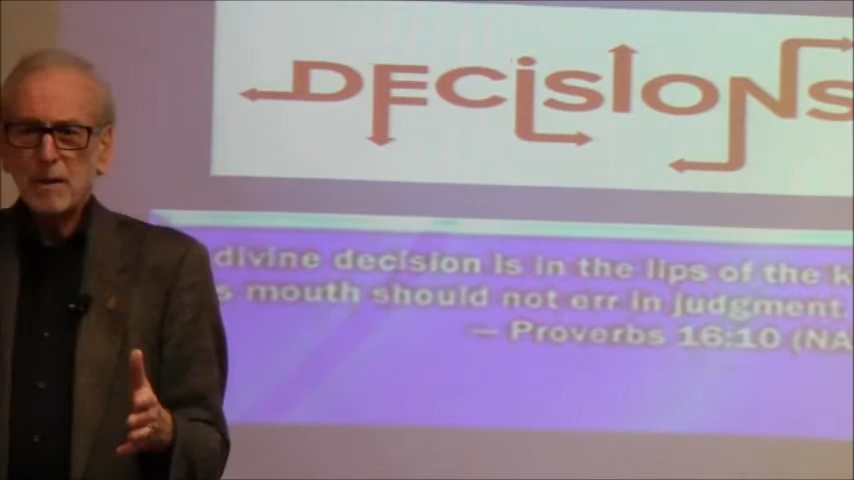 DECISIONS
divine decision is in the lips of the k
s mouth should not err in judgment.
— Proverbs 16:10 (NA